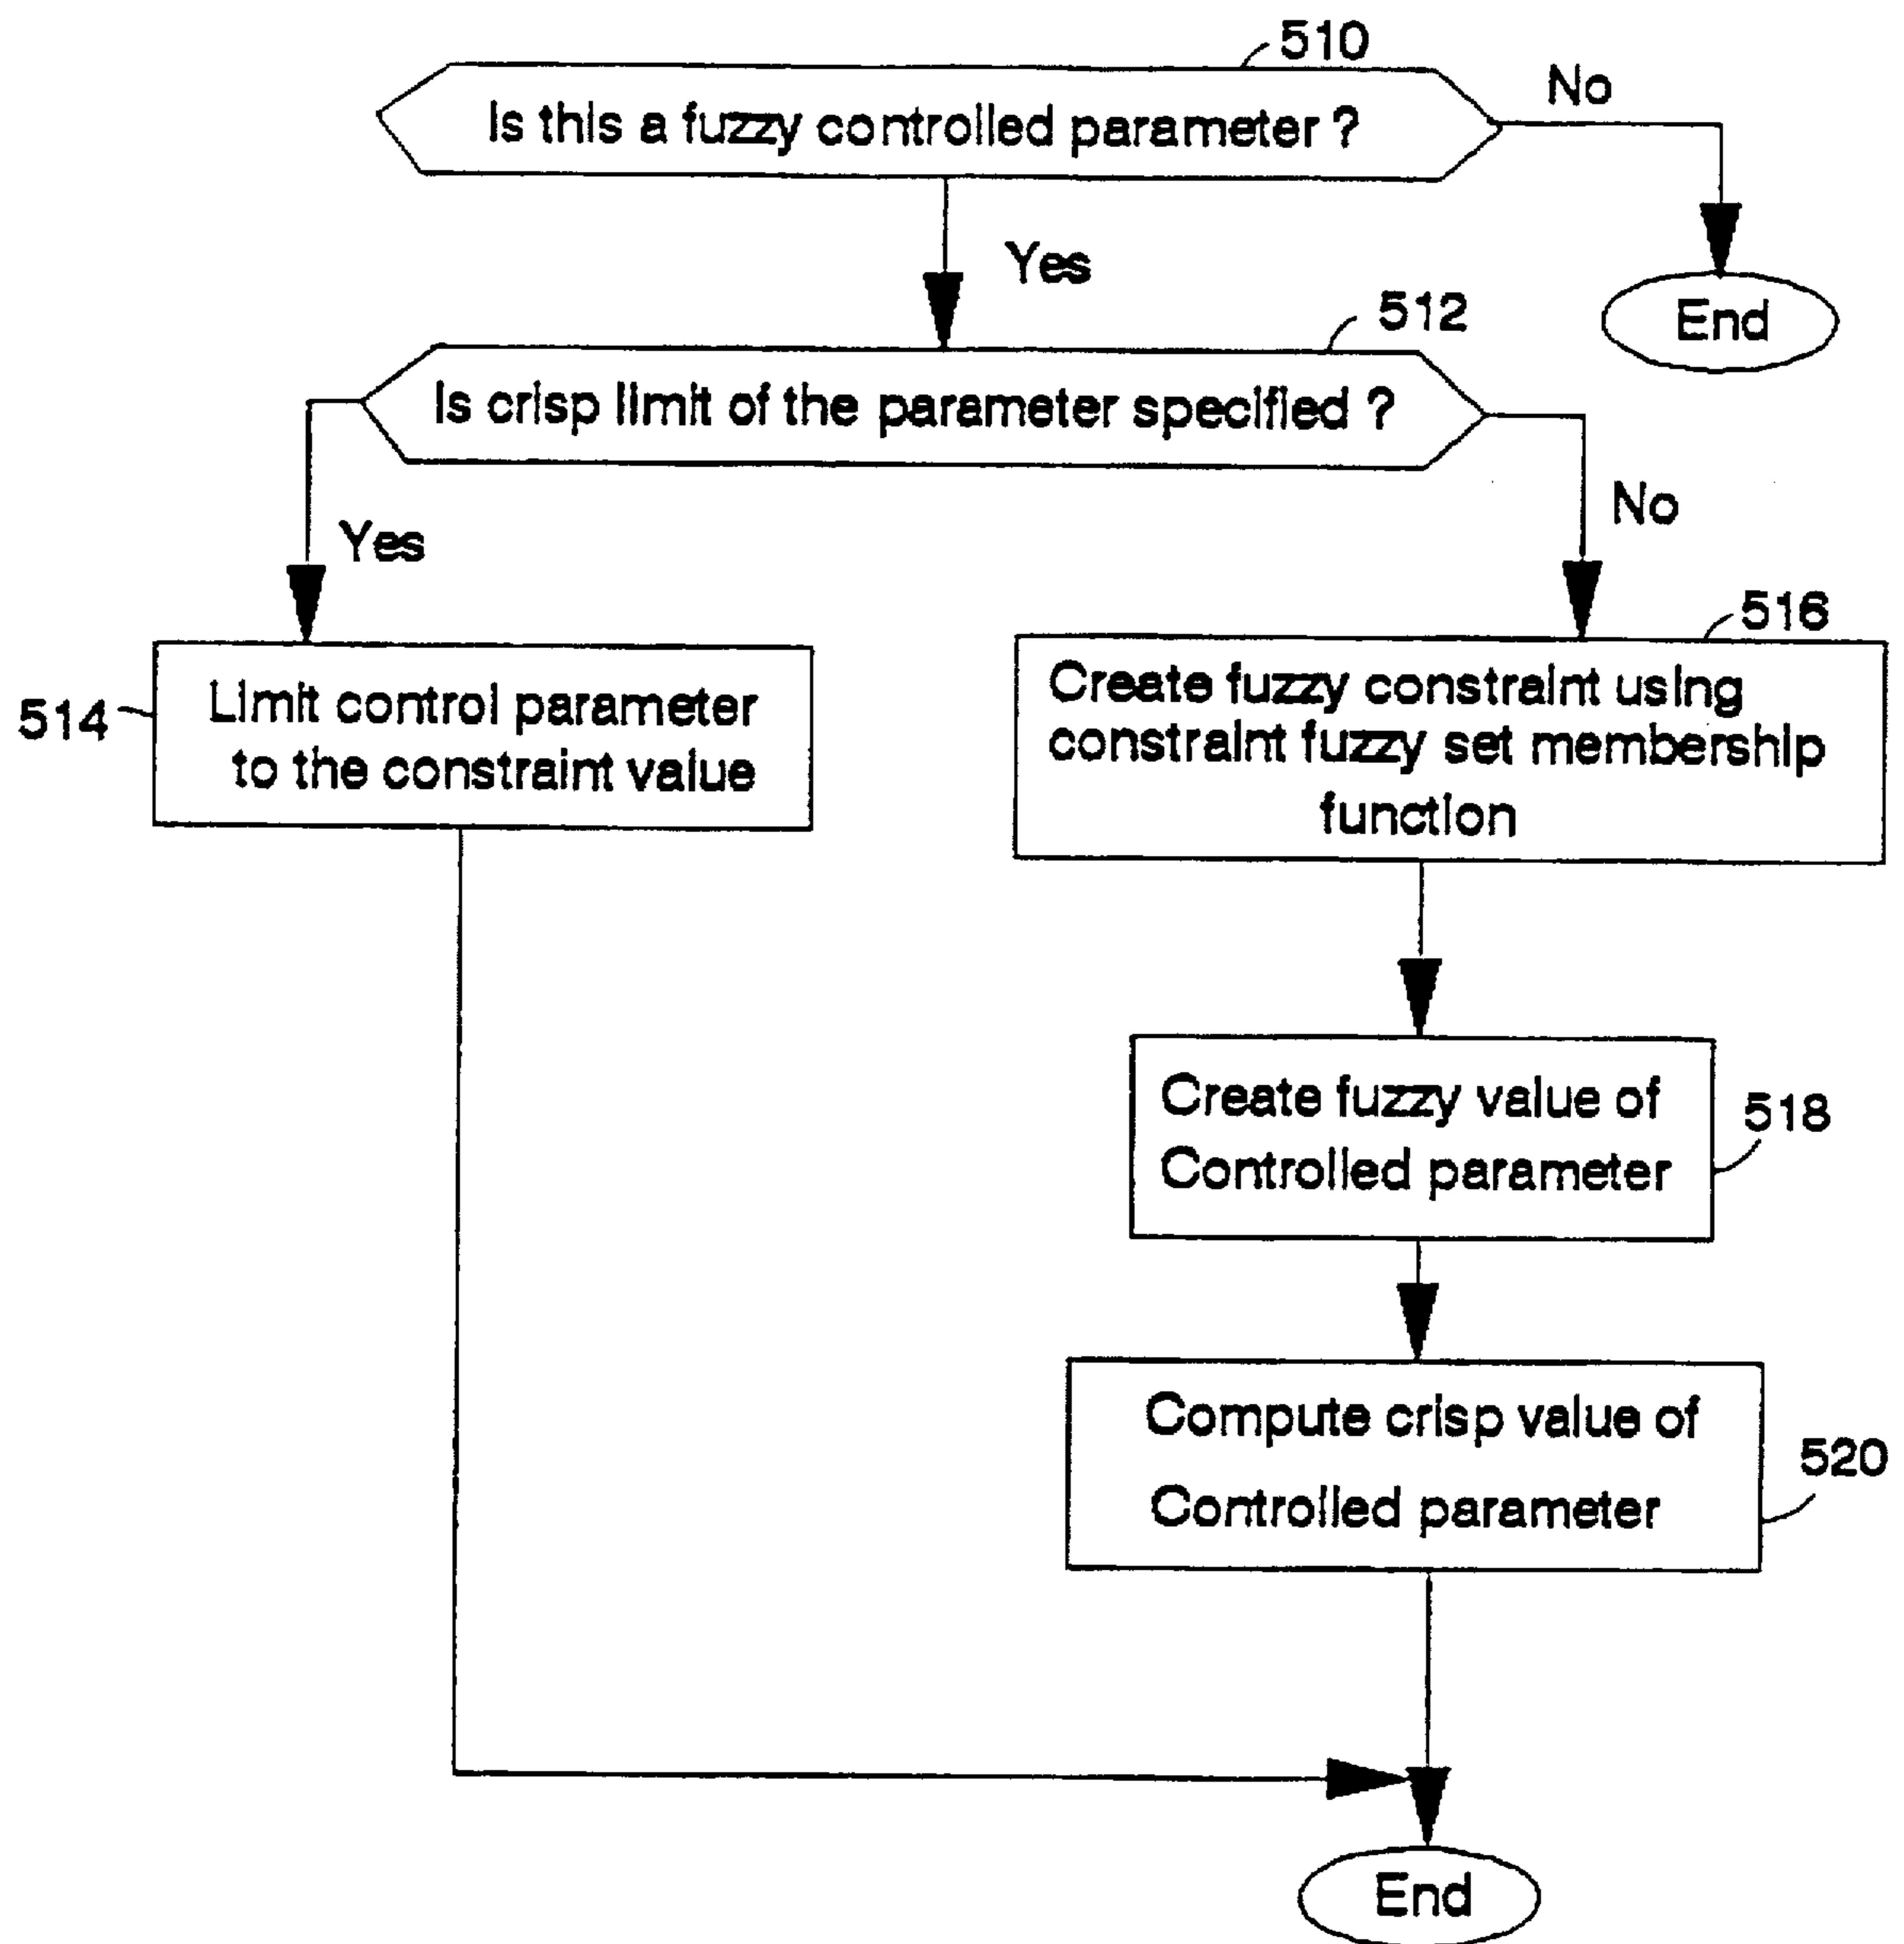 510
Is this a fuzzy controlled parameter ?
No
Yes
End
512
Is crisp limit of the parameter specified ?
Yes
No
514
Limit control parameter
to the constraint value
516
Create fuzzy constraint using
constraint fuzzy set membership
function
Create fuzzy value of
Controlled parameter
518
Compute crisp value of
Controlled parameter
520
End